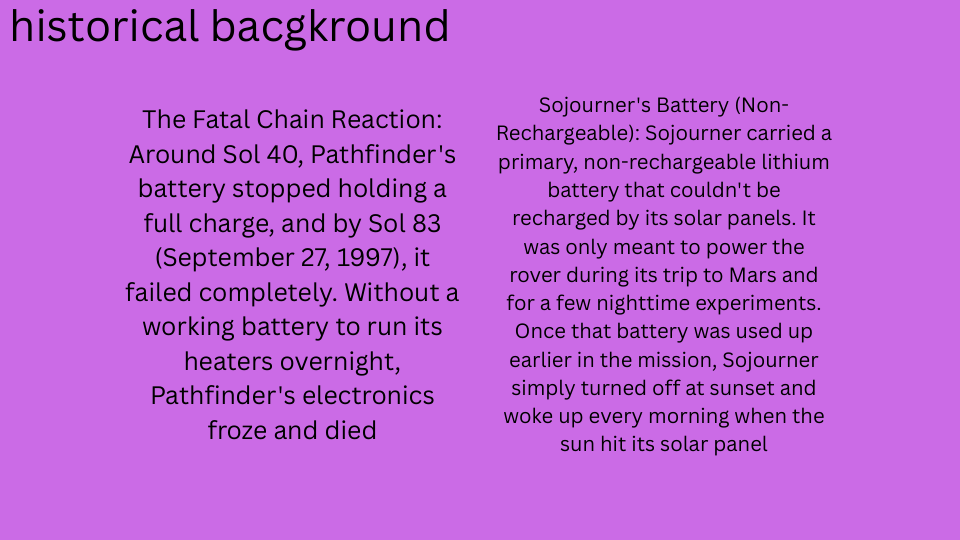 historical bacgkround
The Fatal Chain Reaction:
Around Sol 40, Pathfinder's
battery stopped holding a
full charge, and by Sol 83
(September 27, 1997), it
failed completely. Without a
working battery to run its
heaters overnight,
Pathfinder's electronics
froze and died
Sojourner's Battery (Non-
Rechargeable): Sojourner carried a
primary, non-rechargeable lithium
battery that couldn't be
recharged by its solar panels. It
was only meant to power the
rover during its trip to Mars and
for a few nighttime experiments.
Once that battery was used up
earlier in the mission, Sojourner
simply turned off at sunset and
woke up every morning when the
sun hit its solar panel